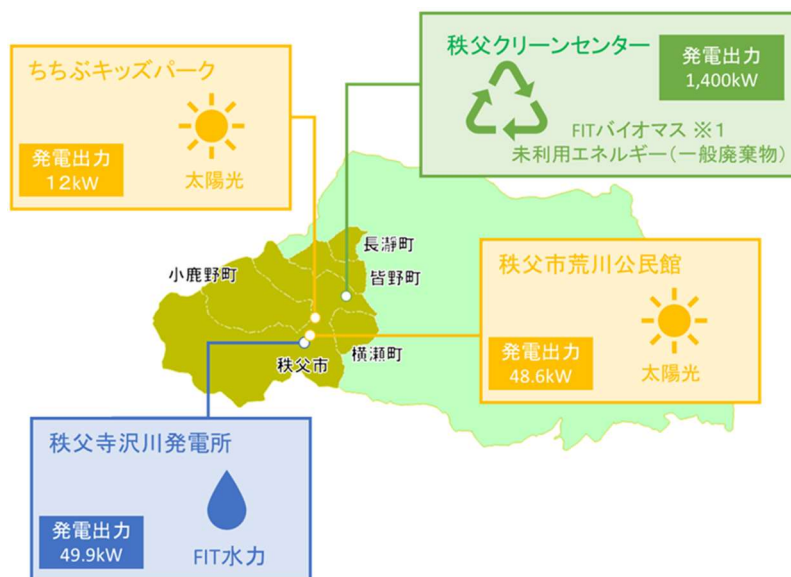 ちちぶキッズパーク
発電出力
12kW
太陽光
秩父クリーンセンター
発電出力
1,400kW
FITバイオマス ※1
未利用エネルギー(一般廃棄物)
長瀞町
小鹿野町
皆野町
横瀬町
秩父市
秩父市荒川公民館
発電出力
48.6kW
太陽光
秩父寺沢川発電所
発電出力
49.9kW
FIT水力